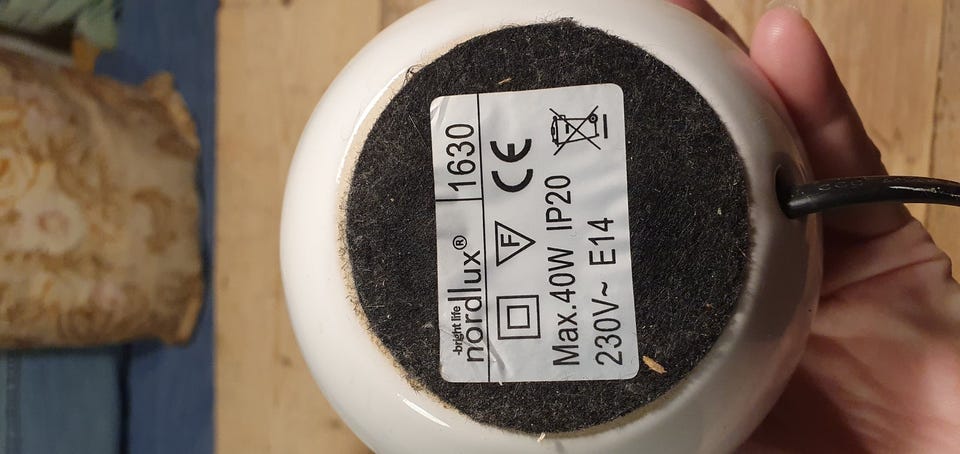 -bright life
nordlux® 1630
F CE
Max.40W IP20
230V~ E14